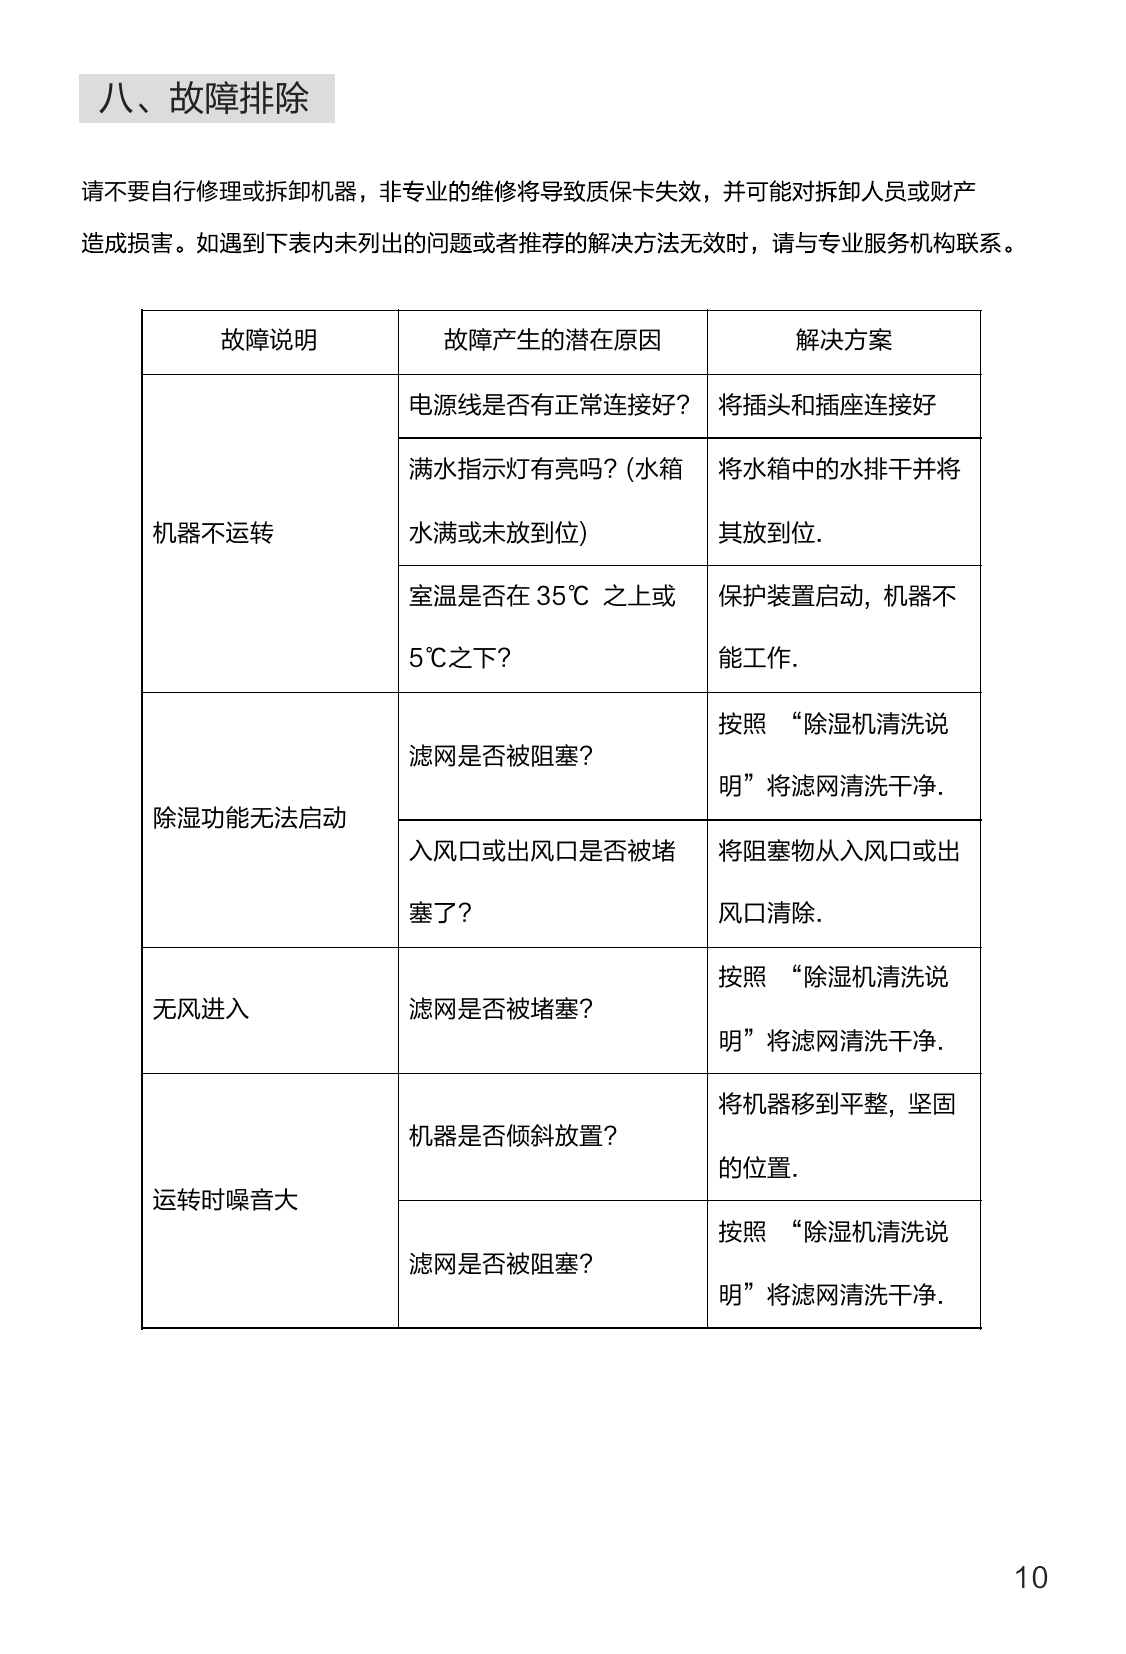 八、故障排除
请不要自行修理或拆卸机器，非专业的维修将导致质保卡失效，并可能对拆卸人员或财产
造成损害。如遇到下表内未列出的问题或者推荐的解决方法无效时，请与专业服务机构联系。
故障说明 故障产生的潜在原因 解决方案
机器不运转
电源线是否有正常连接好? 将插头和插座连接好
满水指示灯有亮吗? (水箱
水满或未放到位)
将水箱中的水排干并将
其放到位.
室温是否在 35℃ 之上或
5℃之下?
保护装置启动, 机器不
能工作.
除湿功能无法启动
滤网是否被阻塞?
按照 “除湿机清洗说
明”将滤网清洗干净.
入风口或出风口是否被堵
塞了?
将阻塞物从入风口或出
风口清除.
无风进入
滤网是否被堵塞?
按照 “除湿机清洗说
明”将滤网清洗干净.
运转时噪音大
机器是否倾斜放置?
将机器移到平整, 坚固
的位置.
滤网是否被阻塞?
按照 “除湿机清洗说
明”将滤网清洗干净.
10